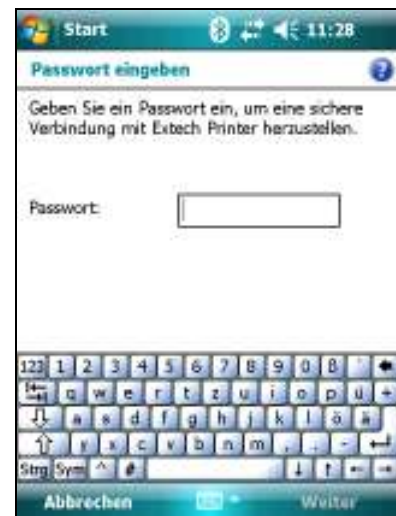 Start 11:28
Passwort eingeben
Geben Sie ein Passwort ein, um eine sichere
Verbindung mit Extech Printer herzustellen.
Passwort:
123 1 2 3 4 5 6 7 8 9 0 ß ´
q w e r t z u i o p ü +
a s d f g h j k l ö ä
y x c v b n m , . -
Strg Sym ^ #
Abbrechen Weiter